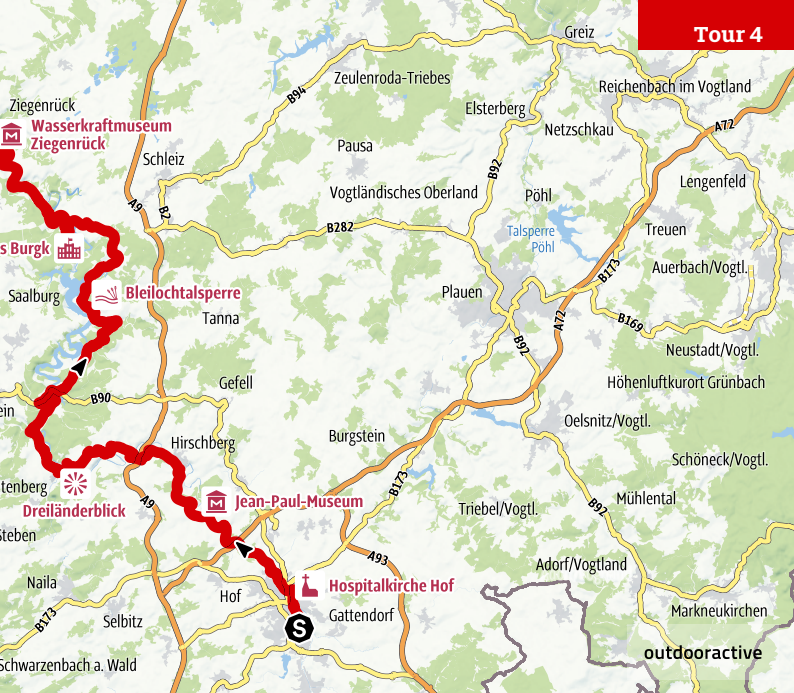 Tour 4
Greiz
Zeulenroda-Triebes
Reichenbach im Vogtland
B94
Ziegenrück
Elsterberg
Wasserkraftmuseum
Ziegenrück
Netzschkau
A72
Pausa
Schleiz
B92
Lengenfeld
Vogtländisches Oberland
Pöhl
A9
B2
B282
Talsperre
Pöhl
Treuen
s Burgk
Auerbach/Vogtl.
B173
Saalburg
Bleilochtalsperre
Plauen
Tanna
A72
B169
B92
Neustadt/Vogtl.
Gefell
Höhenluftkurort Grünbach
B90
ein
Oelsnitz/Vogtl.
Burgstein
Hirschberg
Schöneck/Vogtl.
tenberg
B173
Mühlental
Dreiländerblick
A9
Jean-Paul-Museum
Triebel/Vogtl.
B92
Steben
A93
Adorf/Vogtland
Naila
Hospitalkirche Hof
Hof
Markneukirchen
B173
Selbitz
Gattendorf
S
outdooractive
Schwarzenbach a. Wald